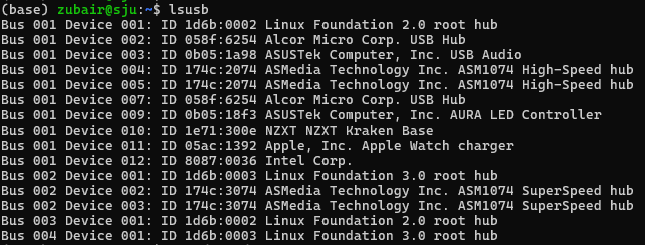 (base) zubair@sju:~$ lsusb
Bus 001 Device 001: ID 1d6b:0002 Linux Foundation 2.0 root hub
Bus 001 Device 002: ID 058f:6254 Alcor Micro Corp. USB Hub
Bus 001 Device 003: ID 0b05:1a98 ASUSTek Computer, Inc. USB Audio
Bus 001 Device 004: ID 174c:2074 ASMedia Technology Inc. ASM1074 High-Speed hub
Bus 001 Device 005: ID 174c:2074 ASMedia Technology Inc. ASM1074 High-Speed hub
Bus 001 Device 007: ID 058f:6254 Alcor Micro Corp. USB Hub
Bus 001 Device 009: ID 0b05:18f3 ASUSTek Computer, Inc. AURA LED Controller
Bus 001 Device 010: ID 1e71:300e NZXT NZXT Kraken Base
Bus 001 Device 011: ID 05ac:1392 Apple, Inc. Apple Watch charger
Bus 001 Device 012: ID 8087:0036 Intel Corp.
Bus 002 Device 001: ID 1d6b:0003 Linux Foundation 3.0 root hub
Bus 002 Device 002: ID 174c:3074 ASMedia Technology Inc. ASM1074 SuperSpeed hub
Bus 002 Device 003: ID 174c:3074 ASMedia Technology Inc. ASM1074 SuperSpeed hub
Bus 003 Device 001: ID 1d6b:0002 Linux Foundation 2.0 root hub
Bus 004 Device 001: ID 1d6b:0003 Linux Foundation 3.0 root hub